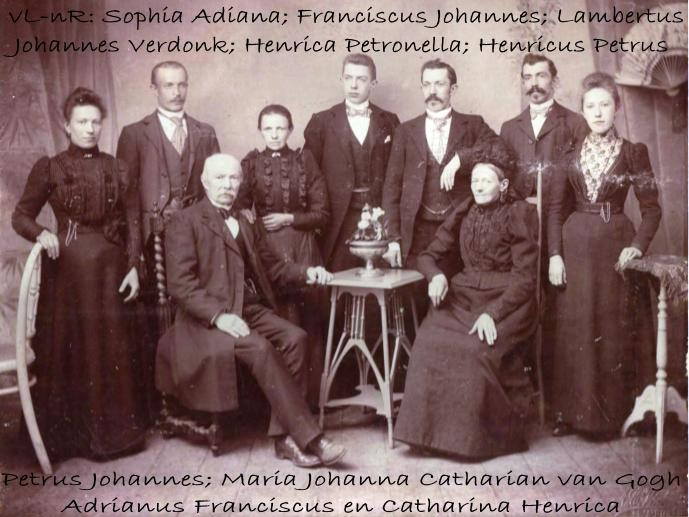 VL-nR: Sophia Adiana; Franciscus Johannes; Lambertus
Johannes Verdonk; Henrica Petronella; Henricus Petrus
Petrus Johannes; Maria Johanna Catharian van Gogh
Adrianus Franciscus en Catharina Henrica